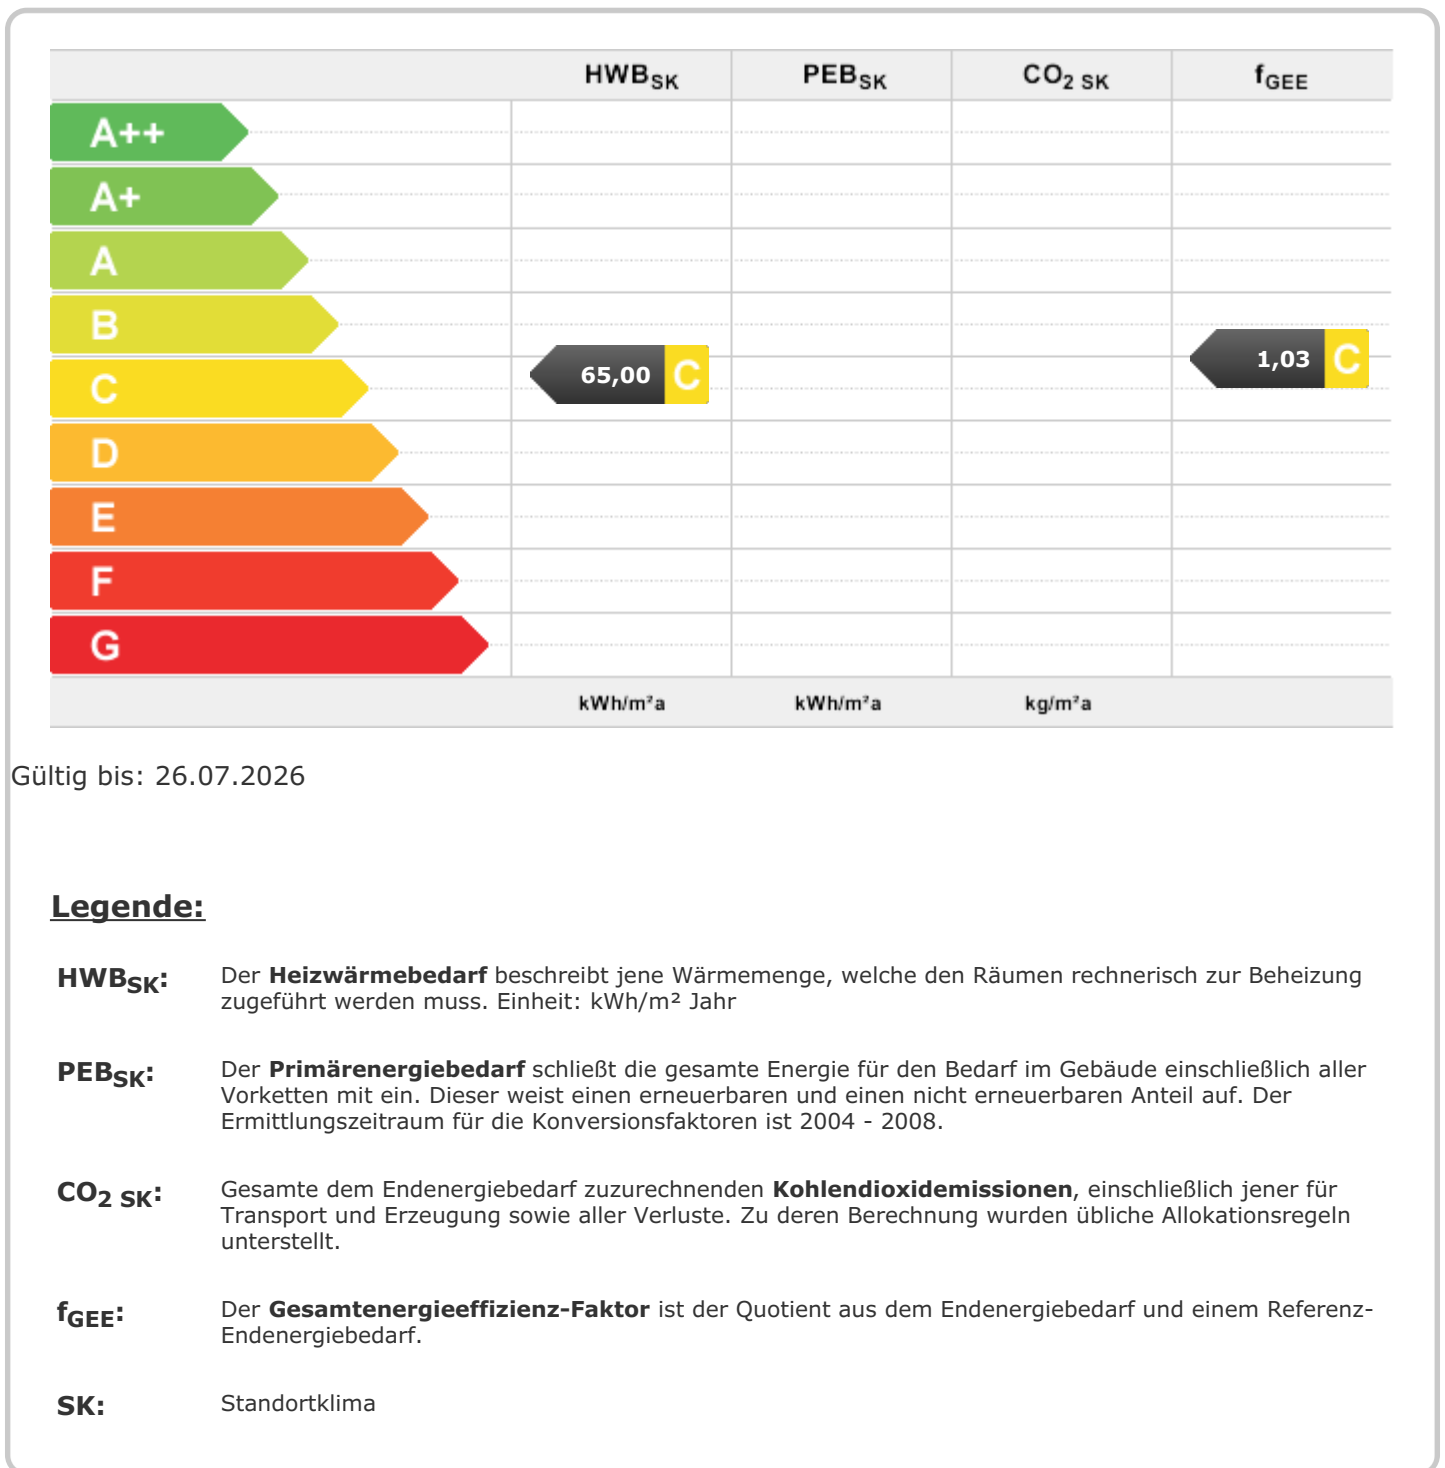 HWBSK PEBSK CO2 SK fGEE
A++
A+
A
B
C 65,00 C 1,03 C
D
E
F
G
kWh/m²a kWh/m²a kg/m²a
Gültig bis: 26.07.2026
Legende:
HWBSK: Der Heizwärmebedarf beschreibt jene Wärmemenge, welche den Räumen rechnerisch zur Beheizung
zugeführt werden muss. Einheit: kWh/m² Jahr
PEBSK: Der Primärenergiebedarf schließt die gesamte Energie für den Bedarf im Gebäude einschließlich aller
Vorketten mit ein. Dieser weist einen erneuerbaren und einen nicht erneuerbaren Anteil auf. Der
Ermittlungszeitraum für die Konversionsfaktoren ist 2004 - 2008.
CO2 SK: Gesamte dem Endenergiebedarf zuzurechnenden Kohlendioxidemissionen, einschließlich jener für
Transport und Erzeugung sowie aller Verluste. Zu deren Berechnung wurden übliche Allokationsregeln
unterstellt.
fGEE: Der Gesamtenergieeffizienz-Faktor ist der Quotient aus dem Endenergiebedarf und einem Referenz-
Endenergiebedarf.
SK: Standortklima